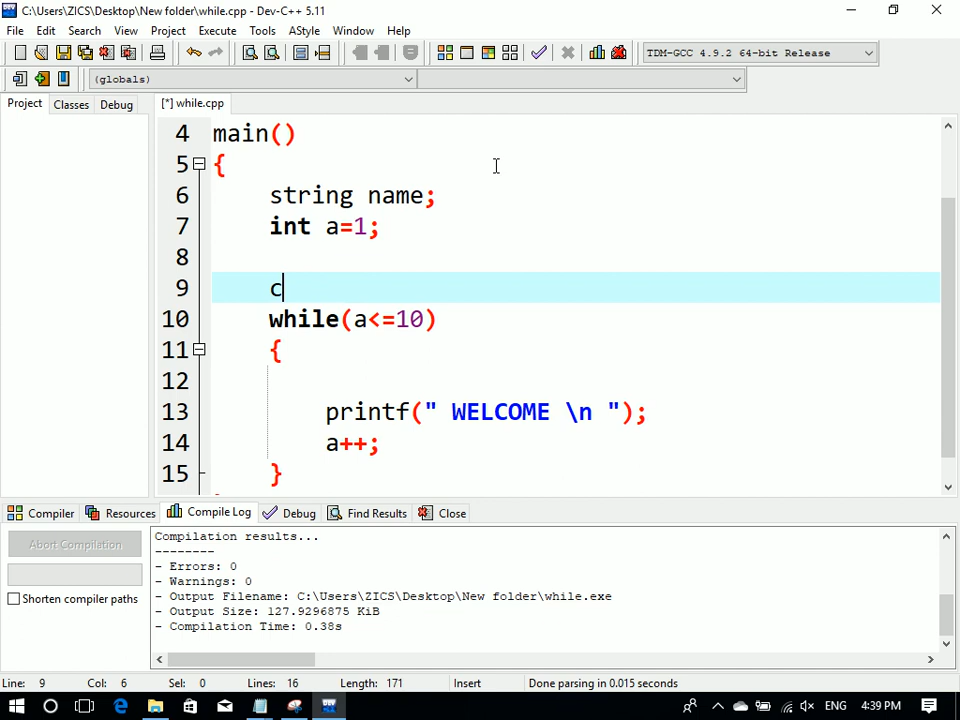 C:\Users\ZICS\Desktop\New folder\while.cpp - Dev-C++ 5.11
File Edit Search View Project Execute Tools AStyle Window Help
TDM-GCC 4.9.2 64-bit Release
(globals)
Project Classes Debug [*] while.cpp
4 main()
5 {
6 string name;
7 int a=1;
8
9 c
10 while(a<=10)
11 {
12
13 printf(" WELCOME \n ");
14 a++;
15 }
Compiler Resources Compile Log Debug Find Results Close
Abort Compilation
Shorten compiler paths
Compilation results...
--------
- Errors: 0
- Warnings: 0
- Output Filename: C:\Users\ZICS\Desktop\New folder\while.exe
- Output Size: 127.9296875 KiB
- Compilation Time: 0.38s
Line: 9 Col: 6 Sel: 0 Lines: 16 Length: 171 Insert Done parsing in 0.015 seconds
ENG 4:39 PM